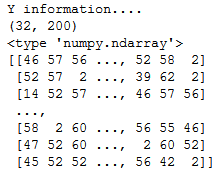 Y information....
(32, 200)
<type 'numpy.ndarray'>
[[46 57 56 ..., 52 58  2]
 [52 57  2 ..., 39 62  2]
 [14 52 57 ..., 46 57 56]
 ...,
 [58  2 60 ..., 56 55 46]
 [47 52 60 ...,  2 60 52]
 [45 52 52 ..., 56 42  2]]